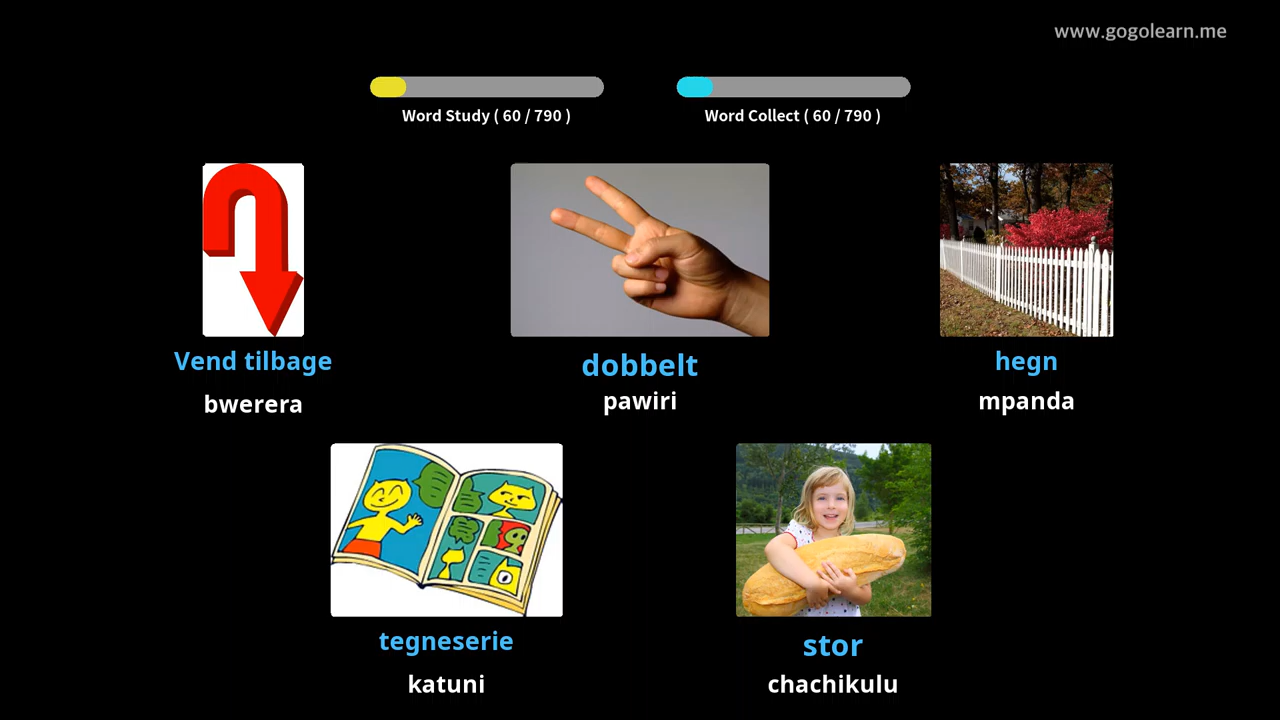 www.gogolearn.me
Word Study ( 60 / 790 )
Word Collect ( 60 / 790 )
Vend tilbage
bwerera
dobbelt
pawiri
hegn
mpanda
tegneserie
katuni
stor
chachikulu